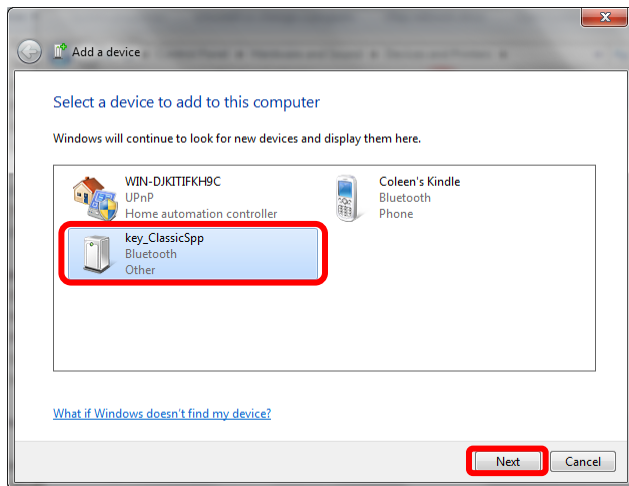 Add a device
Select a device to add to this computer
Windows will continue to look for new devices and display them here.
WIN-DJKITIFKH9C
UPnP
Home automation controller
Coleen's Kindle
Bluetooth
Phone
key_ClassicSpp
Bluetooth
Other
What if Windows doesn't find my device?
Next
Cancel